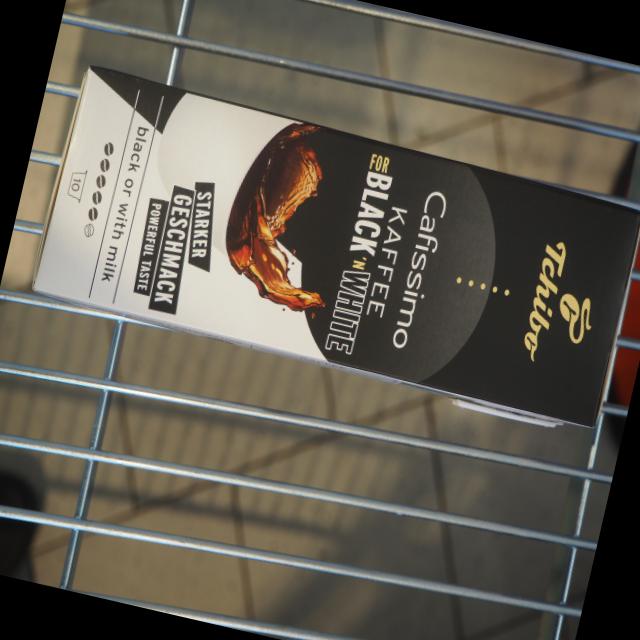 Tchibo
Cafissimo
KAFFEE
FOR
BLACK 'N WHITE
STARKER
GESCHMACK
POWERFUL TASTE
black or with milk
10